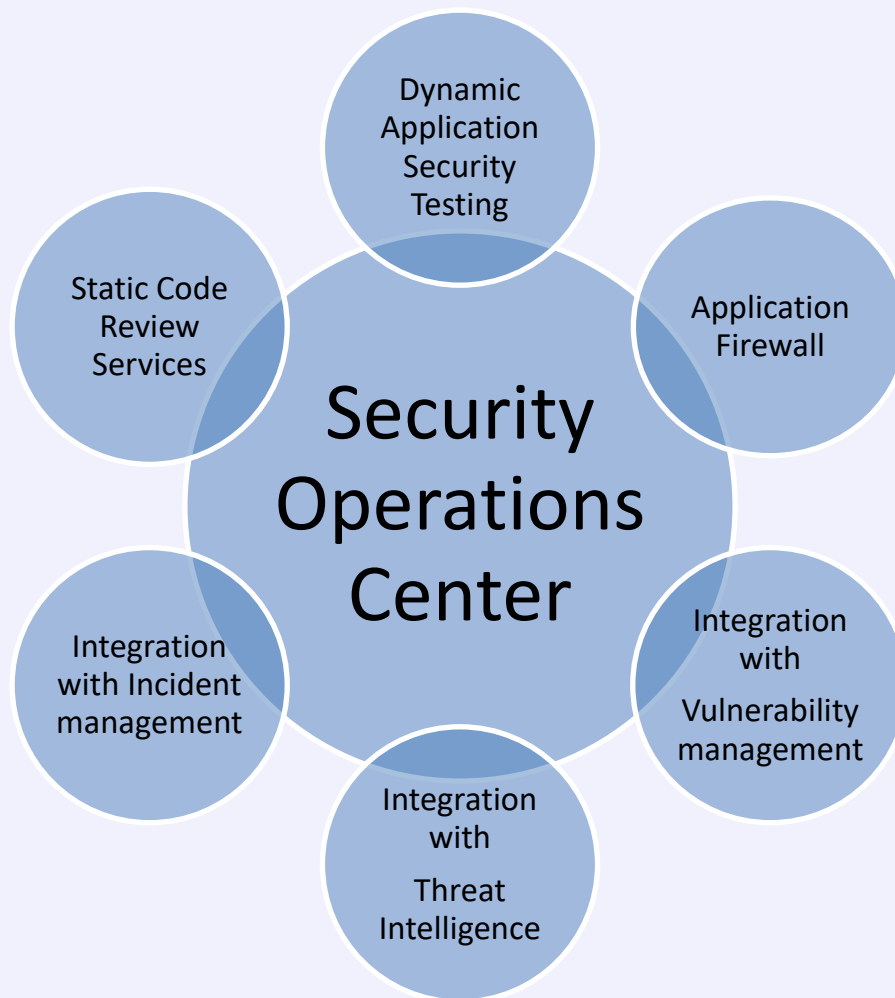 Dynamic
Application
Security
Testing
Static Code
Review
Services
Application
Firewall
Security
Operations
Center
Integration
with Incident
management
Integration
with
Vulnerability
management
Integration
with
Threat
Intelligence